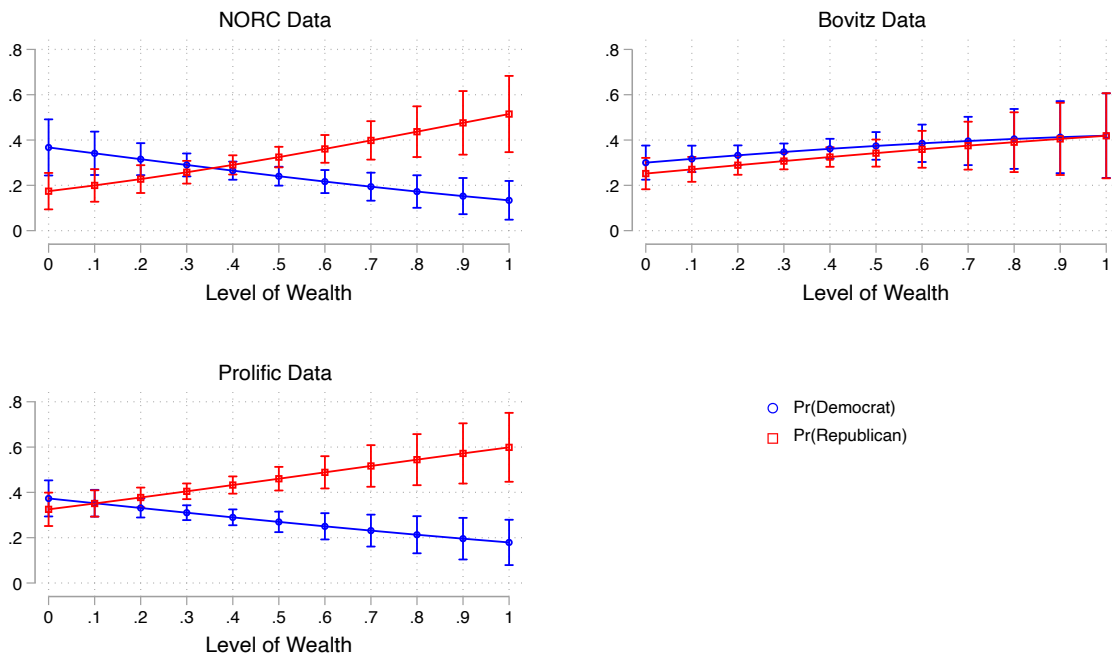 NORC Data
.8
.6
.4
.2
0
0 .1 .2 .3 .4 .5 .6 .7 .8 .9 1
Level of Wealth
Bovitz Data
.8
.6
.4
.2
0
0 .1 .2 .3 .4 .5 .6 .7 .8 .9 1
Level of Wealth
Prolific Data
.8
.6
.4
.2
0
0 .1 .2 .3 .4 .5 .6 .7 .8 .9 1
Level of Wealth
Pr(Democrat)
Pr(Republican)